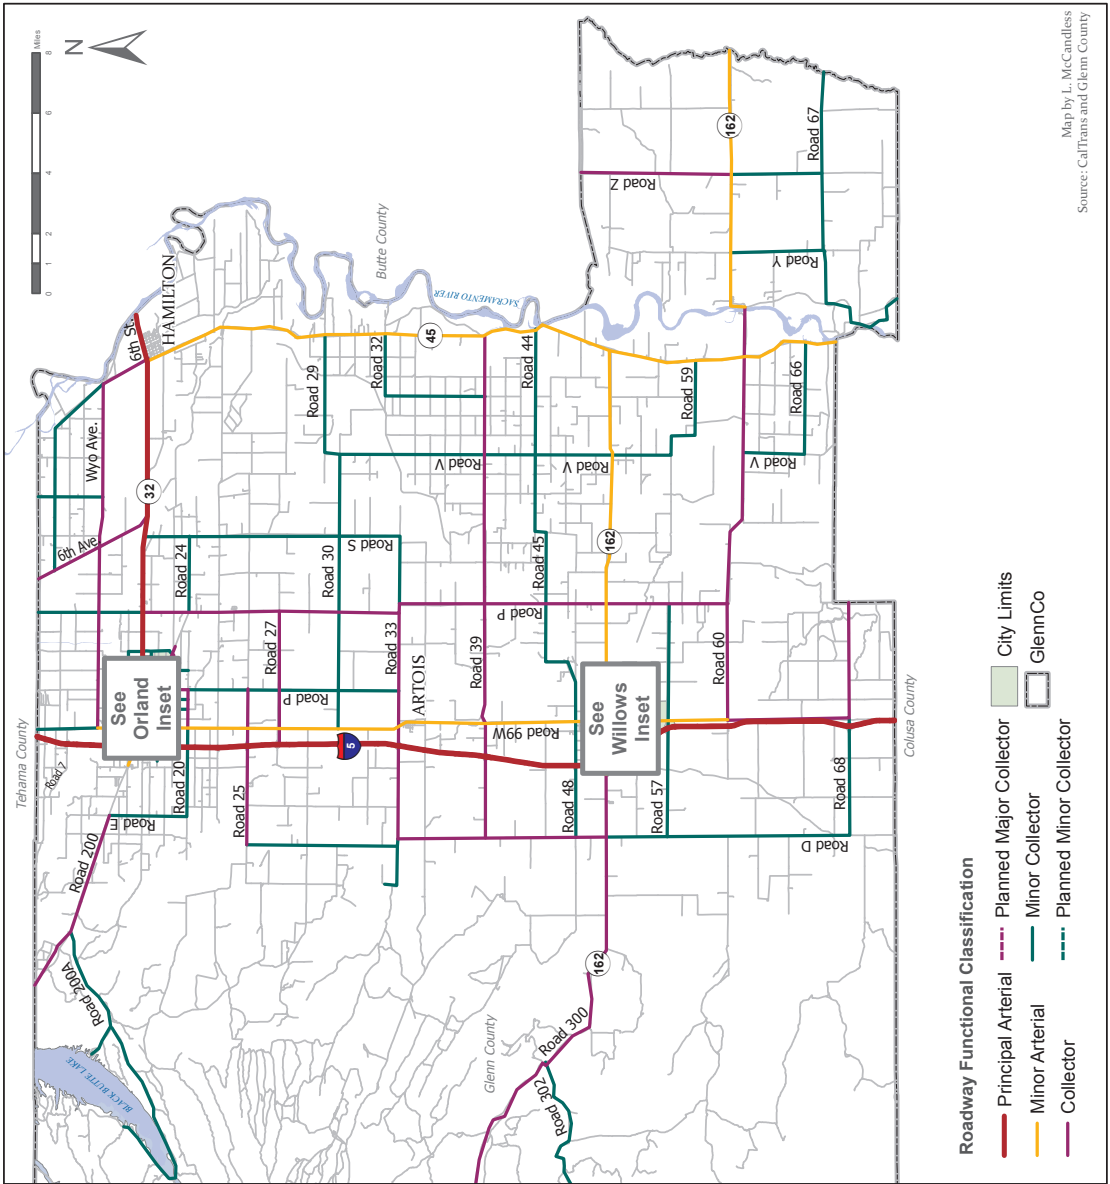 Miles
0 1 2 4 6 8
N
Tehama County
Butte County
Glenn County
Colusa County
SACRAMENTO RIVER
BLACK BUTTE LAKE
HAMILTON
ARTOIS
See
Orland
Inset
See
Willows
Inset
6th St.
Wyo Ave.
6th Ave
32
Road 7
Road 200
Road 200A
Road E
Road 20
Road 24
Road 25
Road 27
Road 29
Road 30
Road 32
Road 33
Road S
Road P
5
45
Road V
Road 39
Road 44
Road 45
Road P
Road 99W
Road 48
Road V
162
162
162
Road 300
Road 302
Road 57
Road 59
Road 60
Road 66
Road V
Road 68
Road D
Road Z
Road Y
Road 67
Roadway Functional Classification
Principal Arterial
Minor Arterial
Collector
Planned Major Collector
Minor Collector
Planned Minor Collector
City Limits
GlennCo
Map by L. McCandless
Source: CalTrans and Glenn County